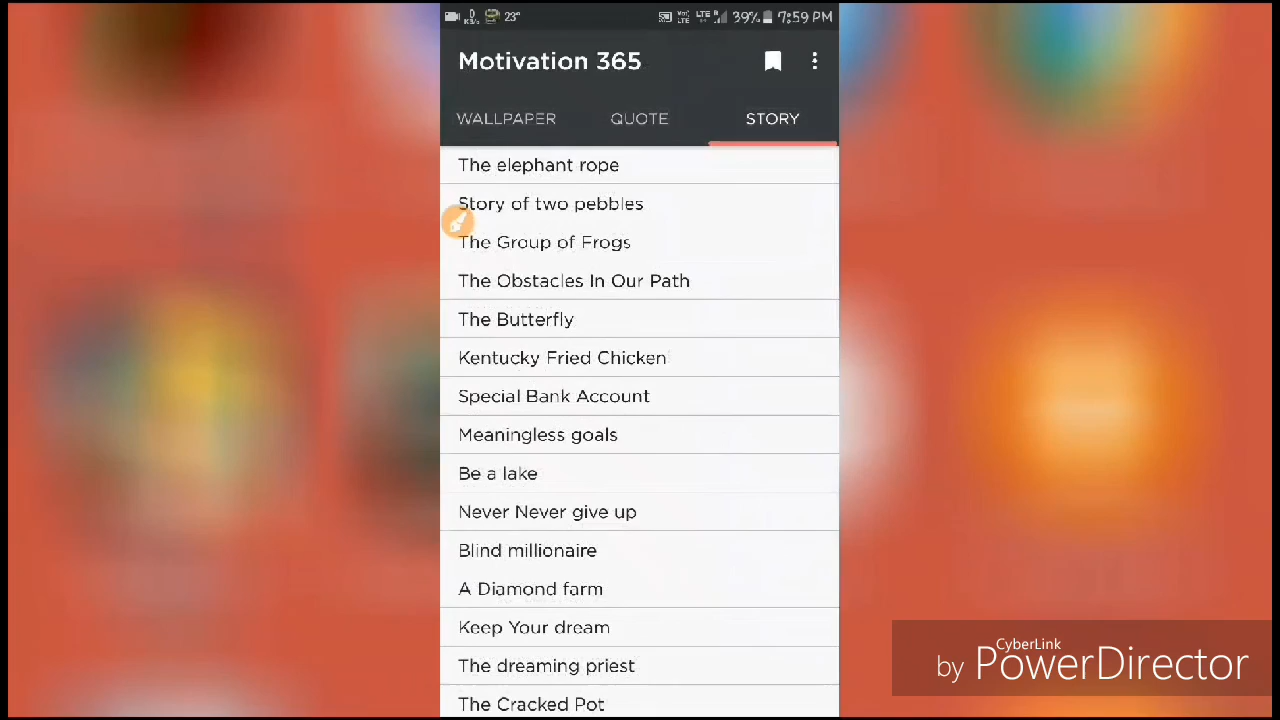 23° 39% 7:59 PM
Motivation 365
WALLPAPER QUOTE STORY
The elephant rope
Story of two pebbles
The Group of Frogs
The Obstacles In Our Path
The Butterfly
Kentucky Fried Chicken
Special Bank Account
Meaningless goals
Be a lake
Never Never give up
Blind millionaire
A Diamond farm
Keep Your dream
The dreaming priest
The Cracked Pot
CyberLink
by PowerDirector